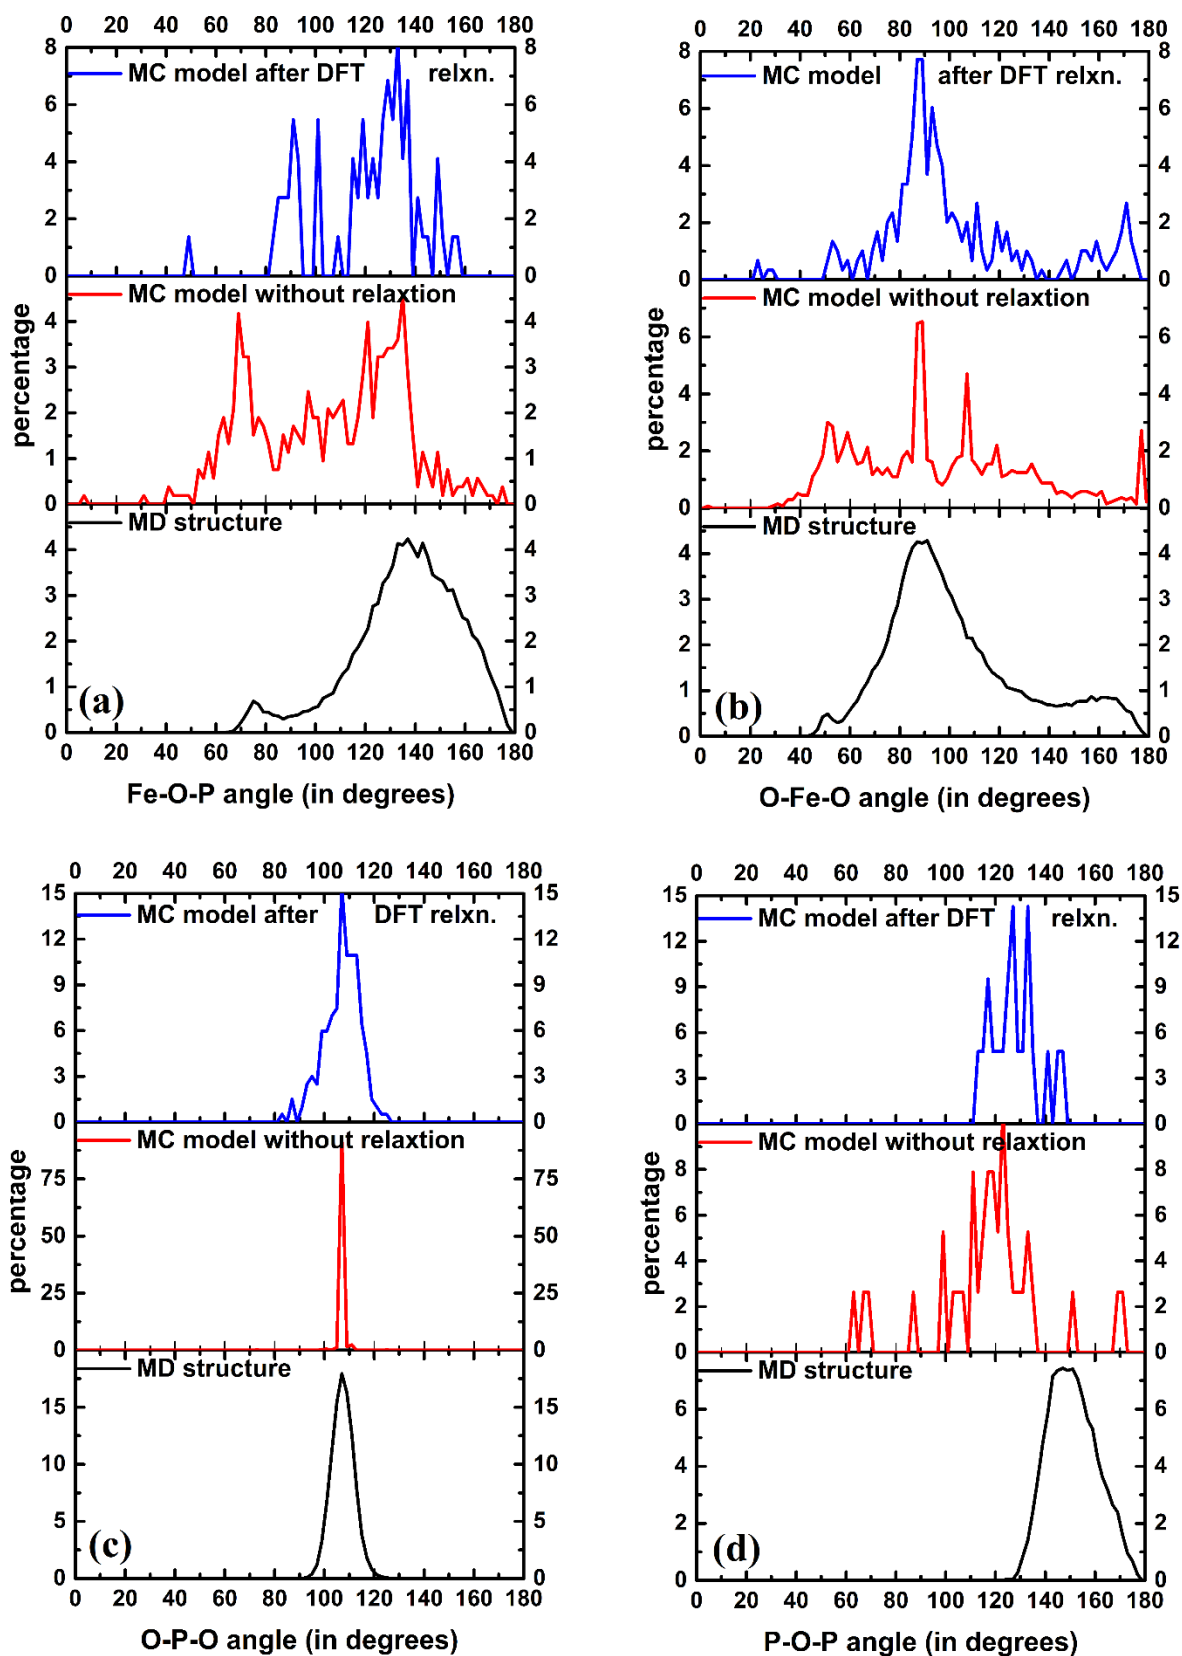 0 20 40 60 80 100 120 140 160 180
8 MC model after DFT relxn. 8
6 6
4 4
2 2
0 0
MC model without relaxtion
4 4
3 3
2 2
1 1
0 0
MD structure
4 4
3 3
2 2
1 1
0 0
percentage
(a)
0 20 40 60 80 100 120 140 160 180
Fe-O-P angle (in degrees)
0 20 40 60 80 100 120 140 160 180
8 8
MC model after DFT relxn.
6 6
4 4
2 2
0 0
MC model without relaxtion
6 6
4 4
2 2
0 0
MD structure
4 4
3 3
2 2
1 1
0 0
percentage
(b)
0 20 40 60 80 100 120 140 160 180
O-Fe-O angle (in degrees)
0 20 40 60 80 100 120 140 160 180
15 15
MC model after DFT relxn.
12 12
9 9
6 6
3 3
0 0
MC model without relaxtion
75 75
50 50
25 25
0 0
MD structure
15 15
10 10
5 5
0 0
percentage
(c)
0 20 40 60 80 100 120 140 160 180
O-P-O angle (in degrees)
0 20 40 60 80 100 120 140 160 180
15 15
MC model after DFT relxn.
12 12
9 9
6 6
3 3
0 0
MC model without relaxtion
8 8
6 6
4 4
2 2
0 0
MD structure
6 6
4 4
2 2
0 0
percentage
(d)
0 20 40 60 80 100 120 140 160 180
P-O-P angle (in degrees)